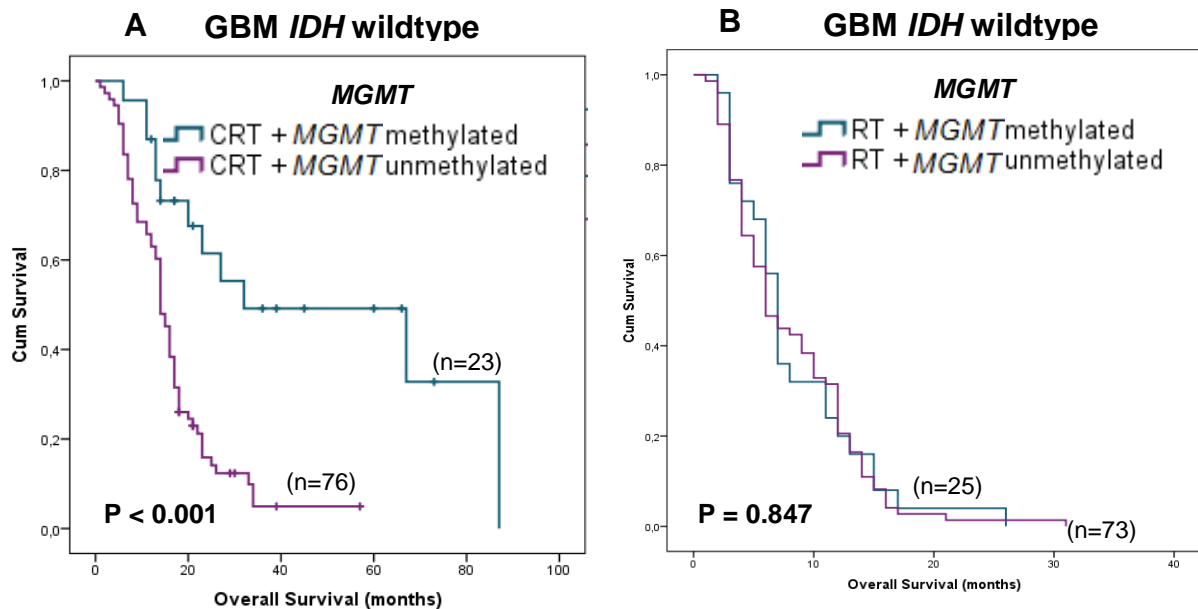 A GBM IDH wildtype
MGMT
CRT + MGMT methylated
CRT + MGMT unmethylated
Cum Survival
1,0
0,8
0,6
0,4
0,2
0,0
(n=23)
(n=76)
P < 0.001
0 20 40 60 80 100
Overall Survival (months)
B GBM IDH wildtype
MGMT
RT + MGMT methylated
RT + MGMT unmethylated
Cum Survival
1,0
0,8
0,6
0,4
0,2
0,0
(n=25)
(n=73)
P = 0.847
0 10 20 30 40
Overall Survival (months)